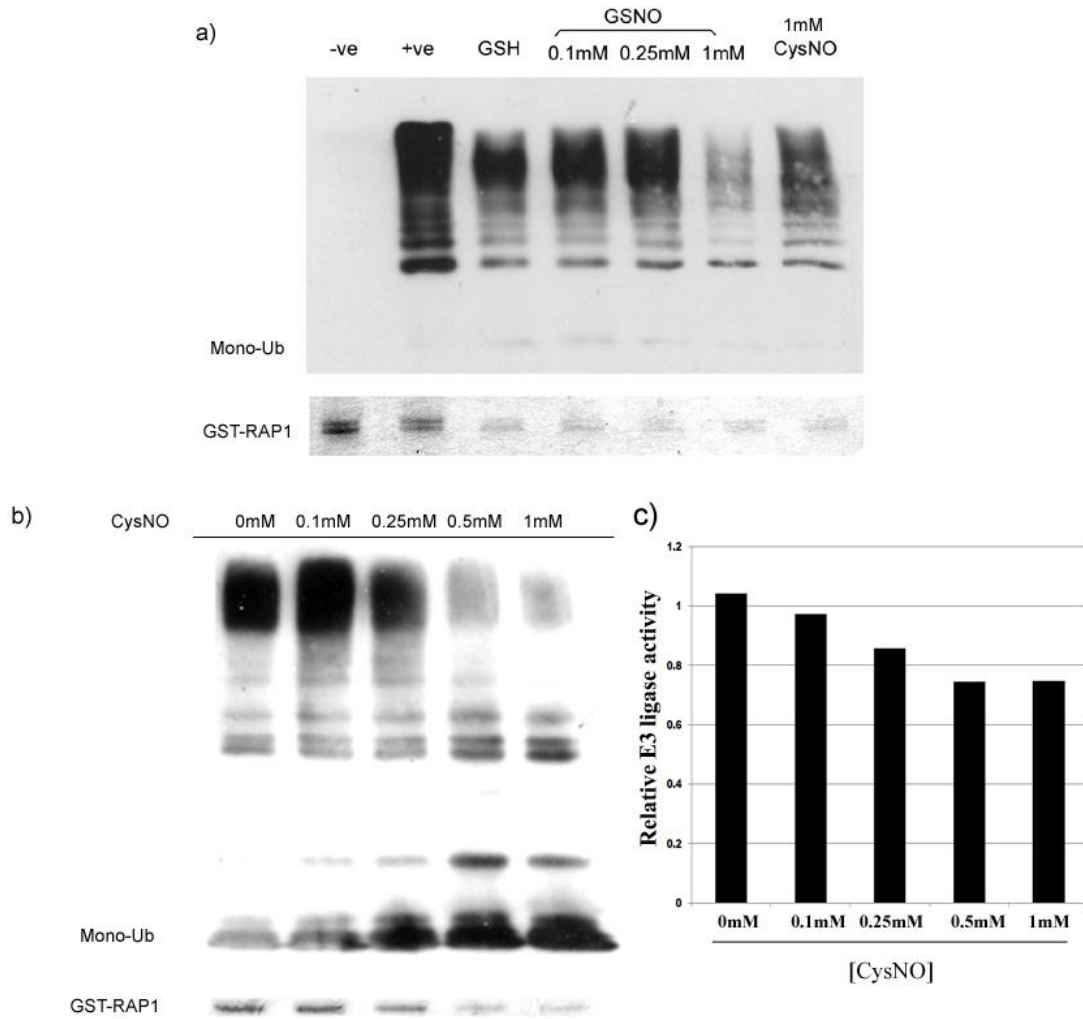 a)
GSNO
-ve +ve GSH 0.1mM 0.25mM 1mM 1mM CysNO
Mono-Ub
GST-RAP1
b)
CysNO 0mM 0.1mM 0.25mM 0.5mM 1mM
Mono-Ub
GST-RAP1
c)
Relative E3 ligase activity
1.2
1
0.8
0.6
0.4
0.2
0
0mM 0.1mM 0.25mM 0.5mM 1mM
[CysNO]